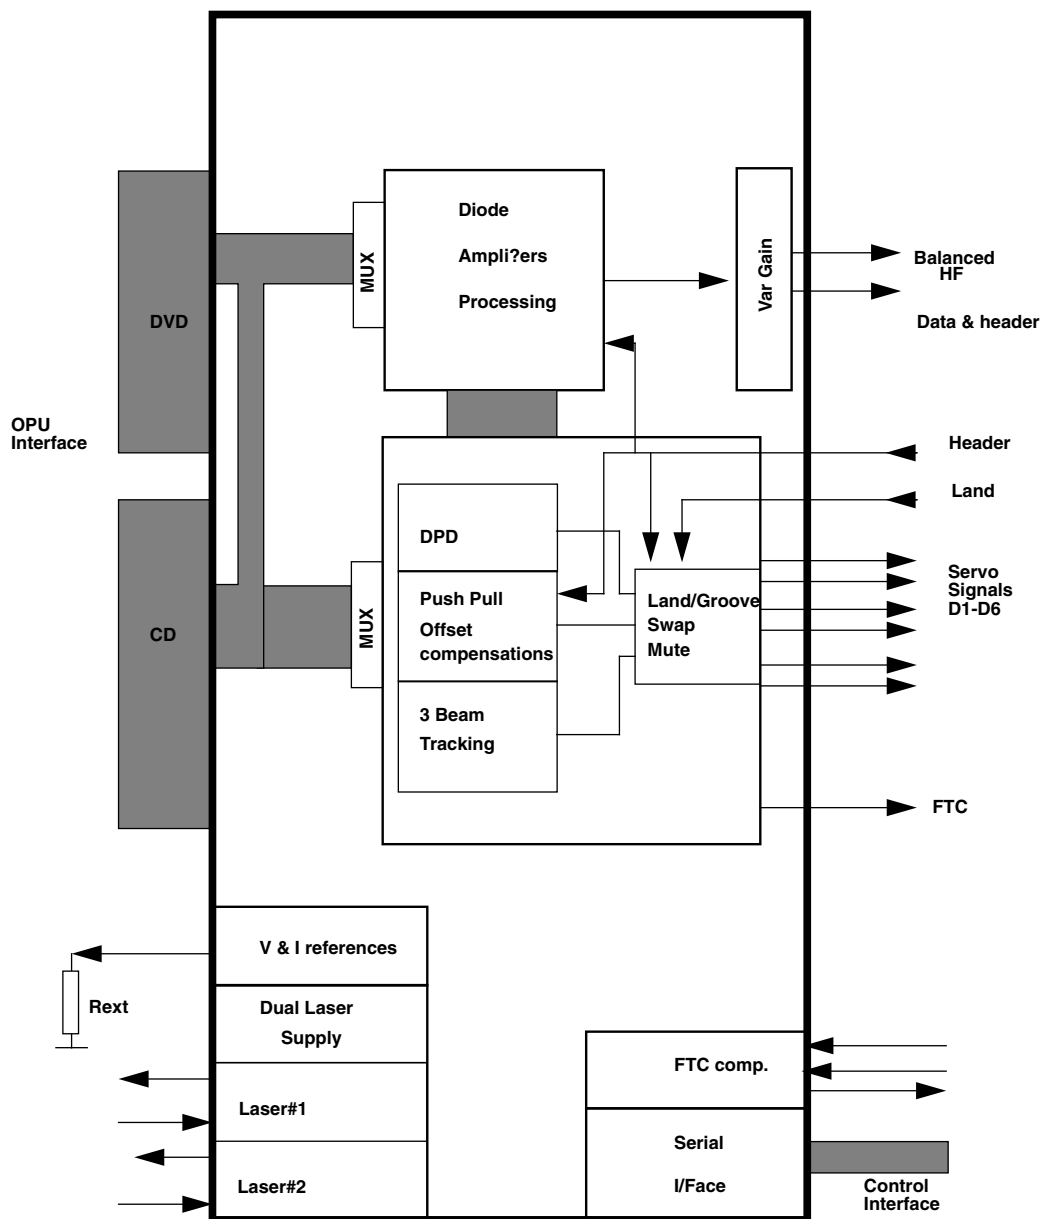 Diode
Ampli?ers
Processing
MUX
Var Gain
Balanced
HF
Data & header
DVD
OPU
Interface
Header
Land
DPD
Push Pull
Offset
compensations
3 Beam
Tracking
MUX
CD
Land/Groove
Swap
Mute
Servo
Signals
D1-D6
FTC
V & I references
Rext
Dual Laser
Supply
Laser#1
Laser#2
FTC comp.
Serial
I/Face
Control
Interface